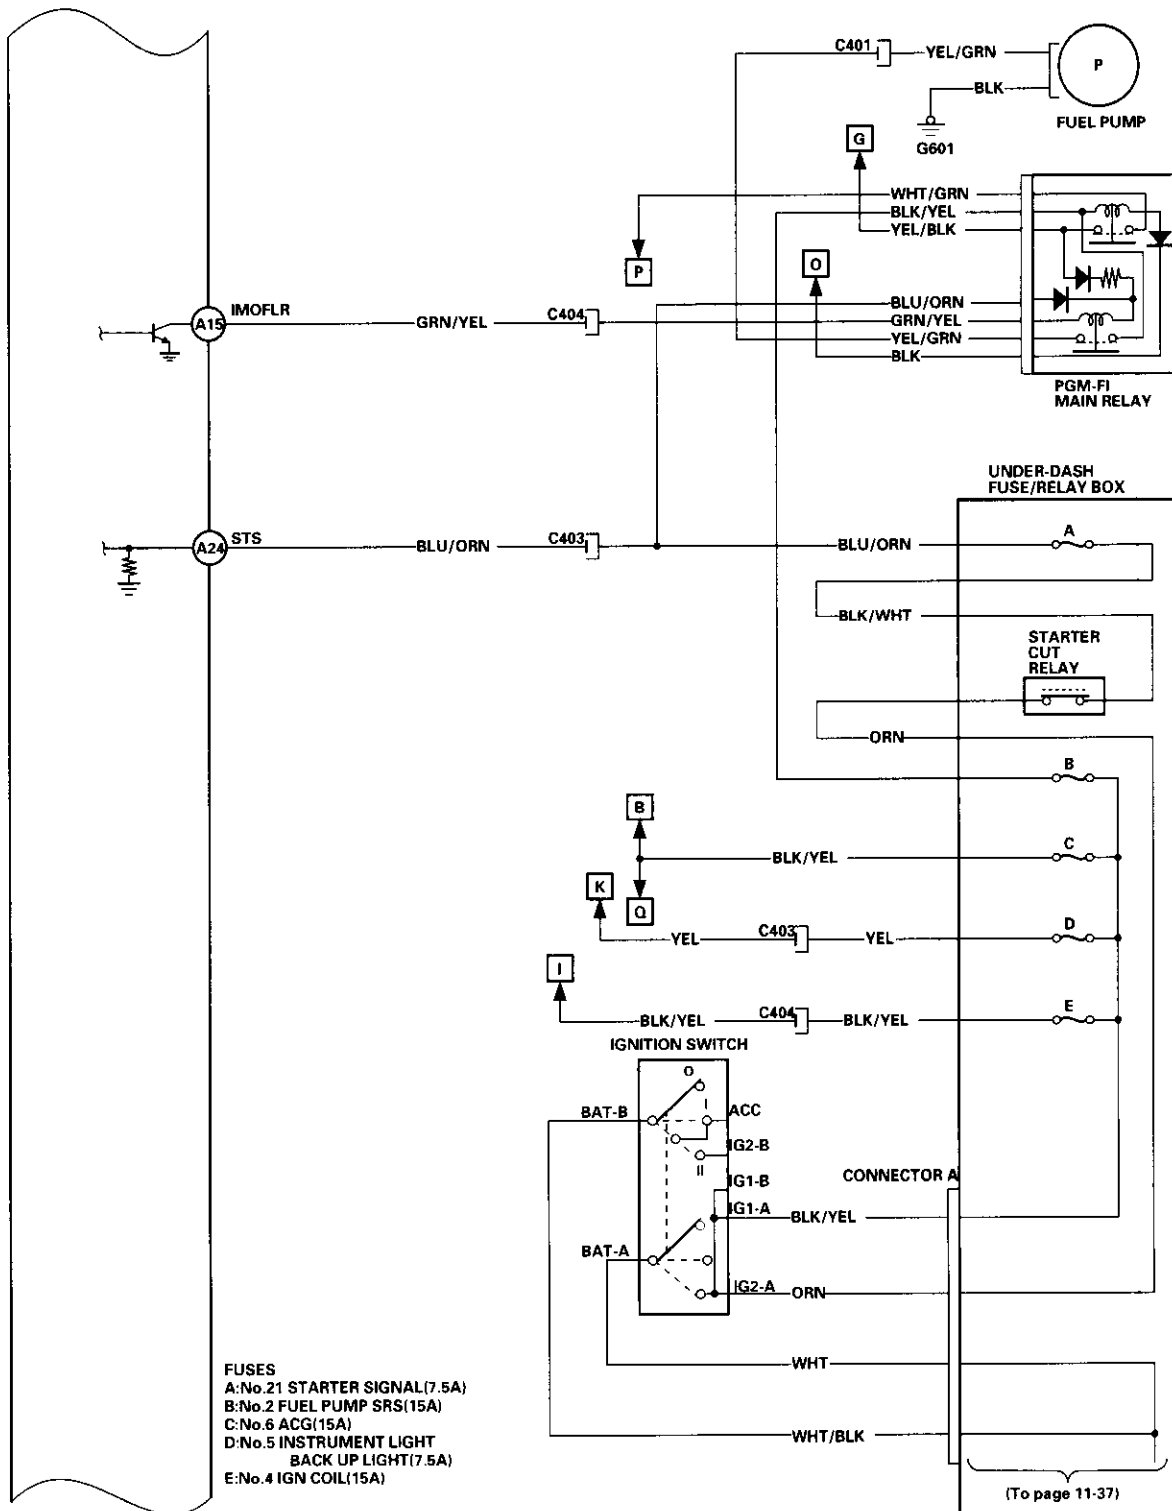 C401
YEL/GRN
P
BLK
FUEL PUMP
G601
G
WHT/GRN
BLK/YEL
YEL/BLK
P
O
IMOFLR
A15
GRN/YEL
C404
BLU/ORN
GRN/YEL
YEL/GRN
BLK
PGM-FI
MAIN RELAY
UNDER-DASH
FUSE/RELAY BOX
STS
A24
BLU/ORN
C403
BLU/ORN
A
BLK/WHT
STARTER
CUT
RELAY
ORN
B
B
BLK/YEL
C
K
Q
YEL
C403
YEL
D
I
BLK/YEL
C404
BLK/YEL
E
IGNITION SWITCH
O
I
BAT-B
ACC
IG2-B
II
IG1-B
CONNECTOR A
IG1-A
BLK/YEL
BAT-A
IG2-A
ORN
WHT
FUSES
A:No.21 STARTER SIGNAL(7.5A)
B:No.2 FUEL PUMP SRS(15A)
C:No.6 ACG(15A)
D:No.5 INSTRUMENT LIGHT
BACK UP LIGHT(7.5A)
E:No.4 IGN COIL(15A)
WHT/BLK
(To page 11-37)